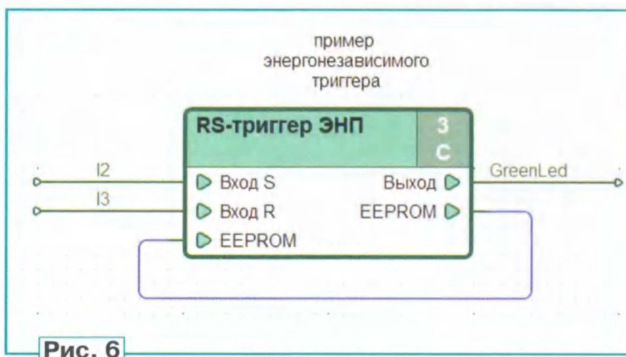 пример
энергонезависимого
триггера
RS-триггер ЭНП 3
C
I2 Вход S Выход GreenLed
I3 Вход R EEPROM
EEPROM
Рис. 6